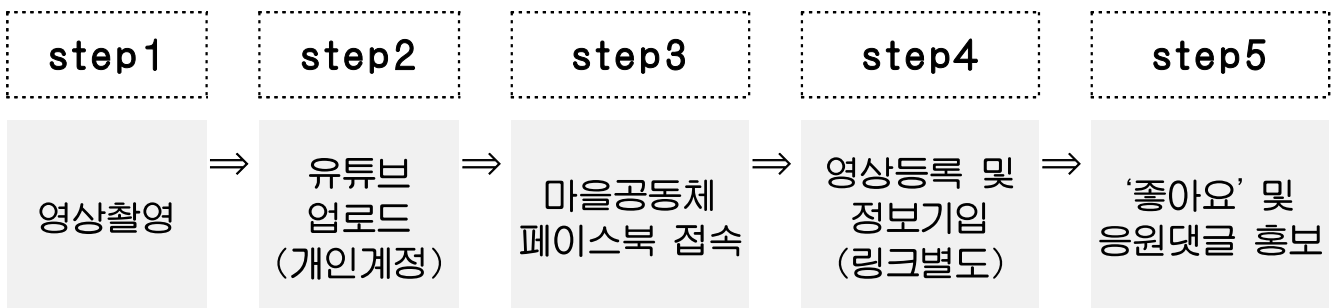 step1
step2
step3
step4
step5
영상촬영
⇒
유튜브
업로드
(개인계정)
⇒
마을공동체
페이스북 접속
⇒
영상등록 및
정보기입
(링크별도)
⇒
‘좋아요’ 및
응원댓글 홍보